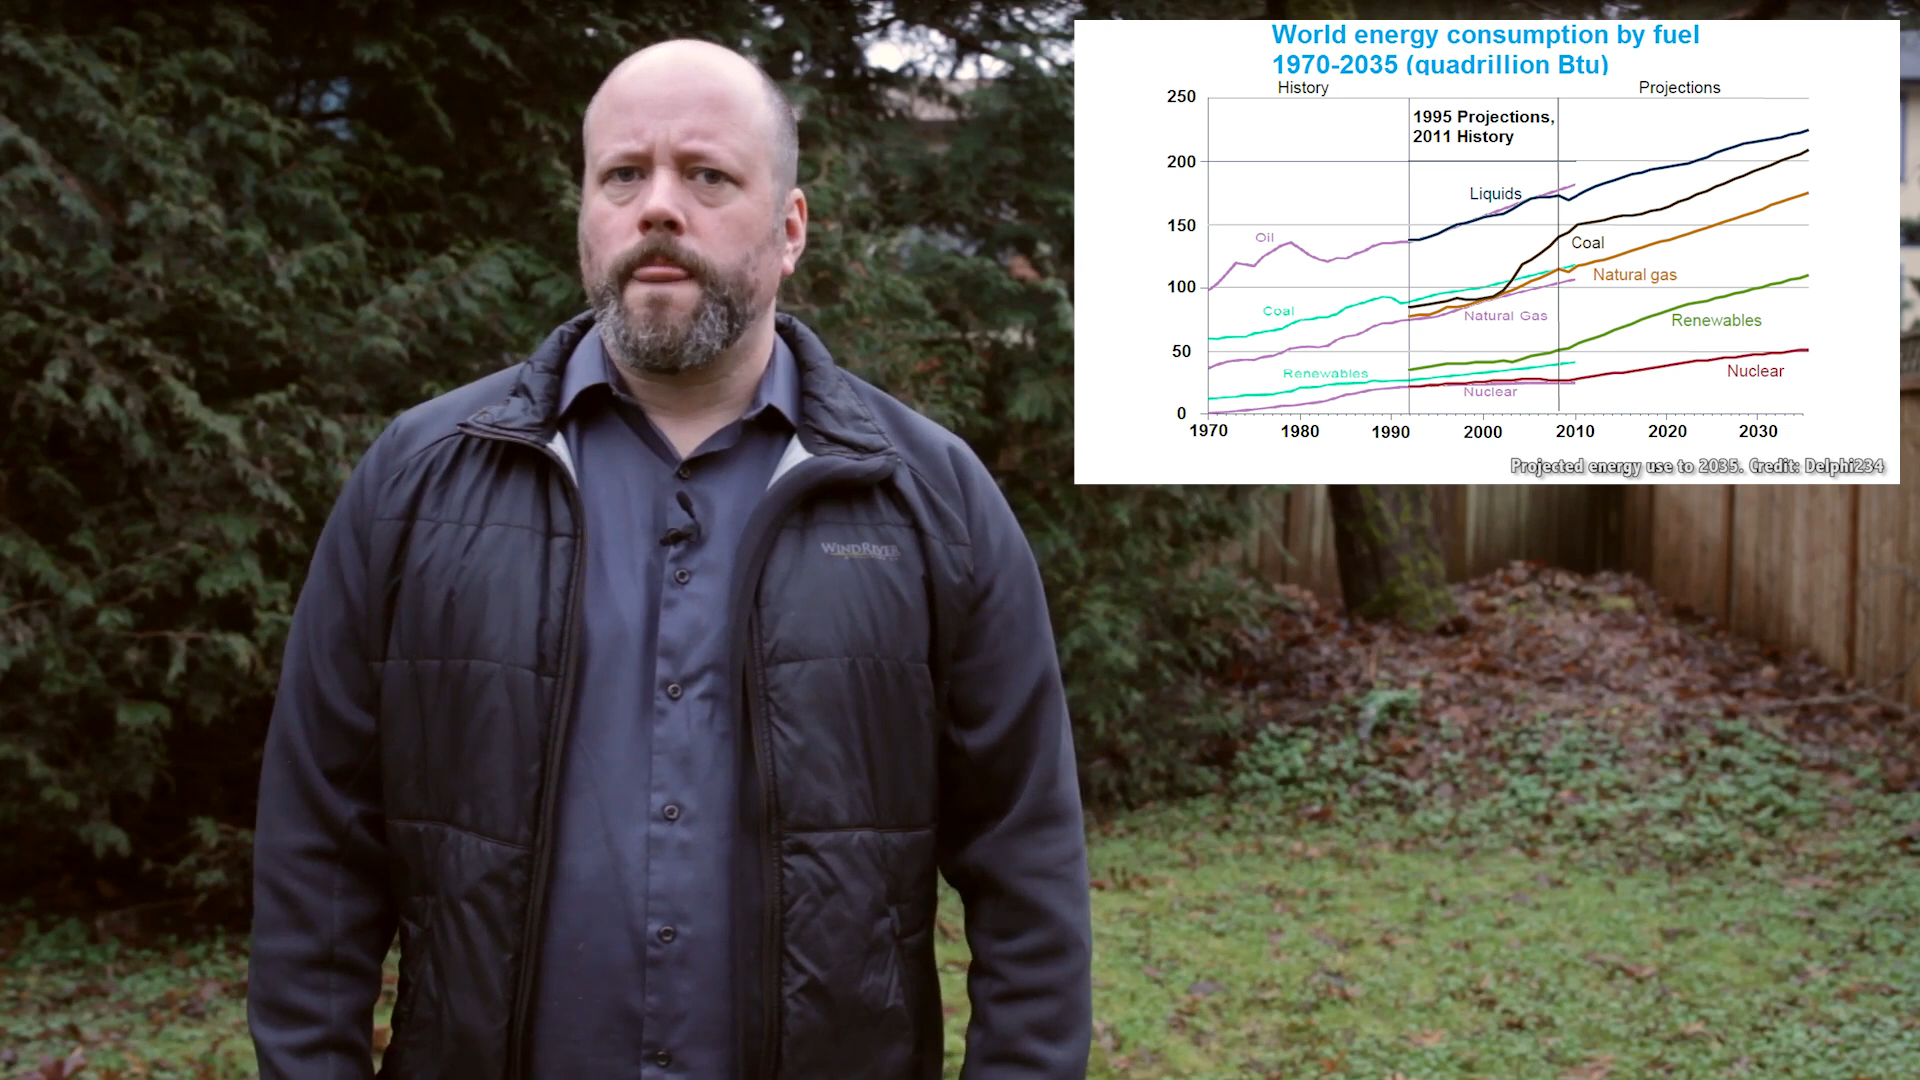 World energy consumption by fuel
1970-2035 (quadrillion Btu)
History
Projections
250
1995 Projections,
2011 History
200
Liquids
150
Oil
Coal
Natural gas
100
Coal
Natural Gas
Renewables
50
Renewables
Nuclear
Nuclear
0
1970 1980 1990 2000 2010 2020 2030
Projected energy use to 2035. Credit: Delphi234
WINDRIVER